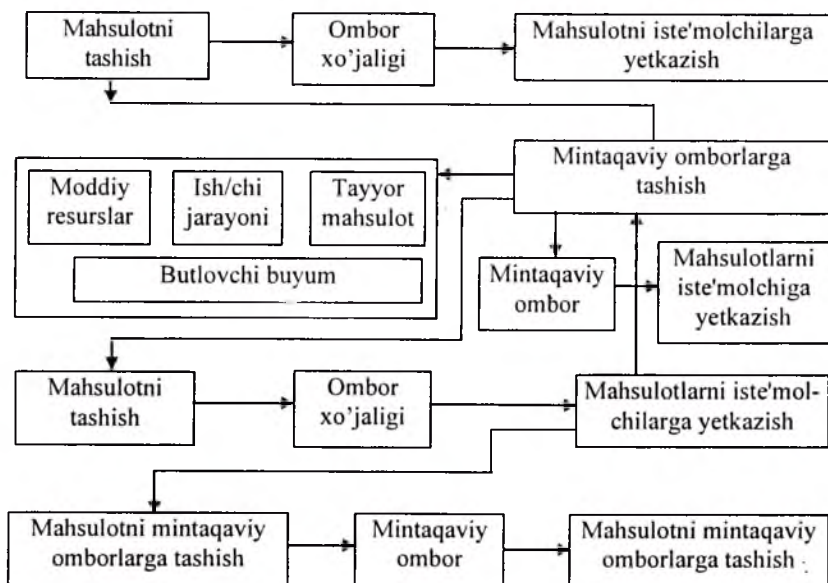 Mahsulotni
tashish
Ombor
xo'jaligi
Mahsulotni iste'molchilarga
yetkazish
Mintaqaviy omborlarga
tashish
Moddiy
resurslar
Ish/chi
jarayoni
Tayyor
mahsulot
Butlovchi buyum
Mintaqaviy
ombor
Mahsulotlarni
iste'molchiga
yetkazish
Mahsulotni
tashish
Ombor
xo'jaligi
Mahsulotlarni iste'mol-
chilarga yetkazish
Mahsulotni mintaqaviy
omborlarga tashish
Mintaqaviy
ombor
Mahsulotni mintaqaviy
omborlarga tashish